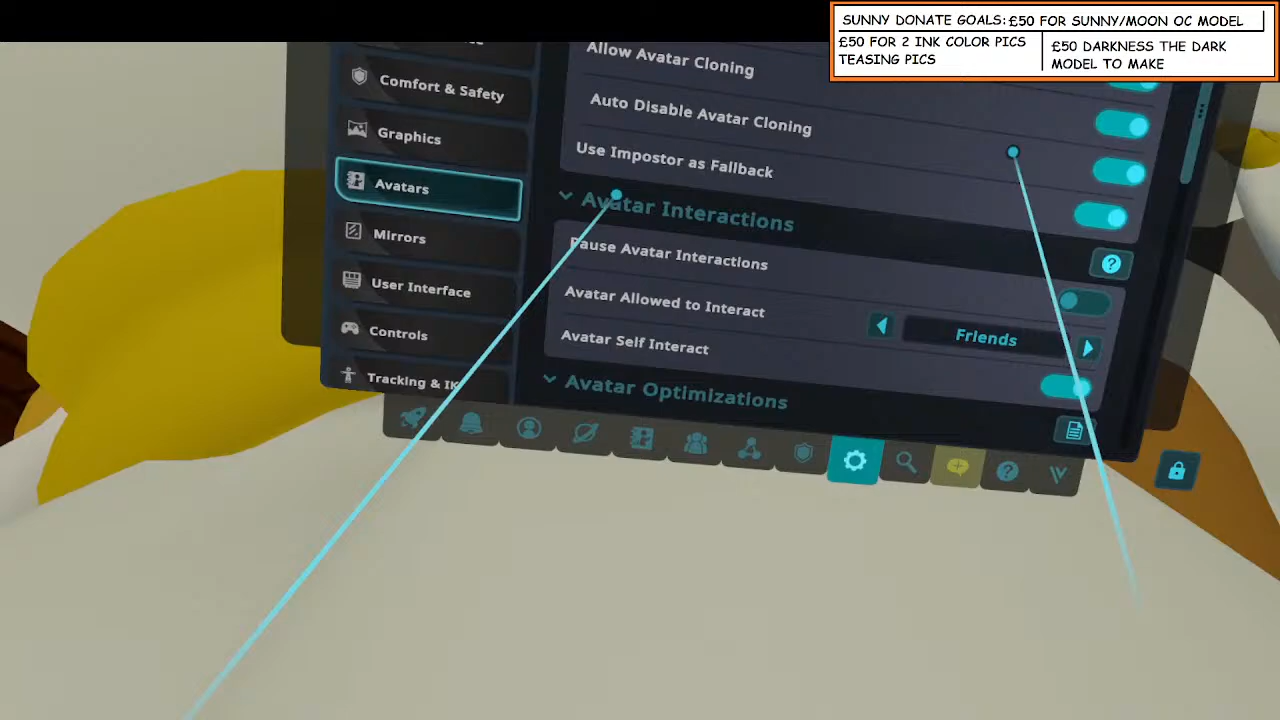 SUNNY DONATE GOALS:£50 FOR SUNNY/MOON OC MODEL
£50 FOR 2 INK COLOR PICS
TEASING PICS
£50 DARKNESS THE DARK
MODEL TO MAKE
Allow Avatar Cloning
Comfort & Safety
Auto Disable Avatar Cloning
Graphics
Use Impostor as Fallback
Avatars
Avatar Interactions
Mirrors
Pause Avatar Interactions
User Interface
Avatar Allowed to Interact
Friends
Controls
Avatar Self Interact
Tracking & IK
Avatar Optimizations